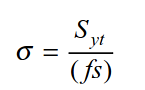 σ = S_yt / (fs)